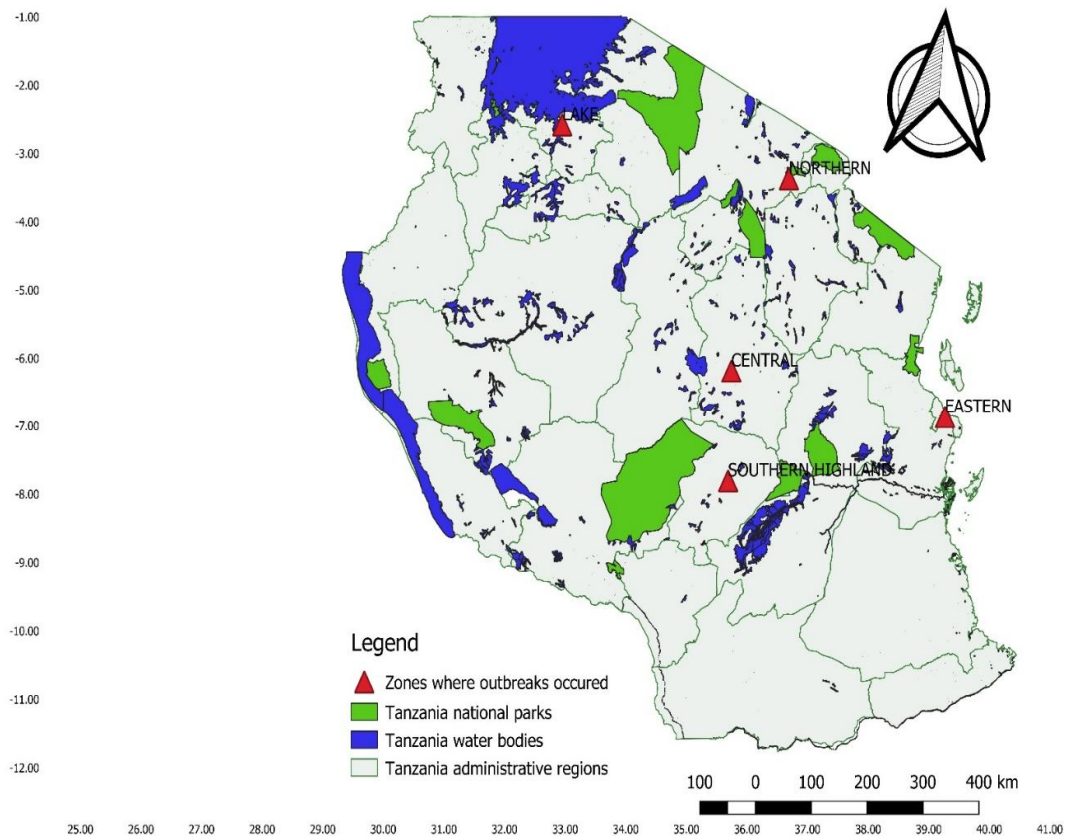 -1.00
-2.00
LAKE
-3.00
NORTHERN
-4.00
-5.00
-6.00
CENTRAL
EASTERN
-7.00
SOUTHERN HIGHLAND
-8.00
-9.00
-10.00
Legend
Zones where outbreaks occured
-11.00
Tanzania national parks
Tanzania water bodies
-12.00
Tanzania administrative regions
100 0 100 200 300 400 km
25.00 26.00 27.00 28.00 29.00 30.00 31.00 32.00 33.00 34.00 35.00 36.00 37.00 38.00 39.00 40.00 41.00